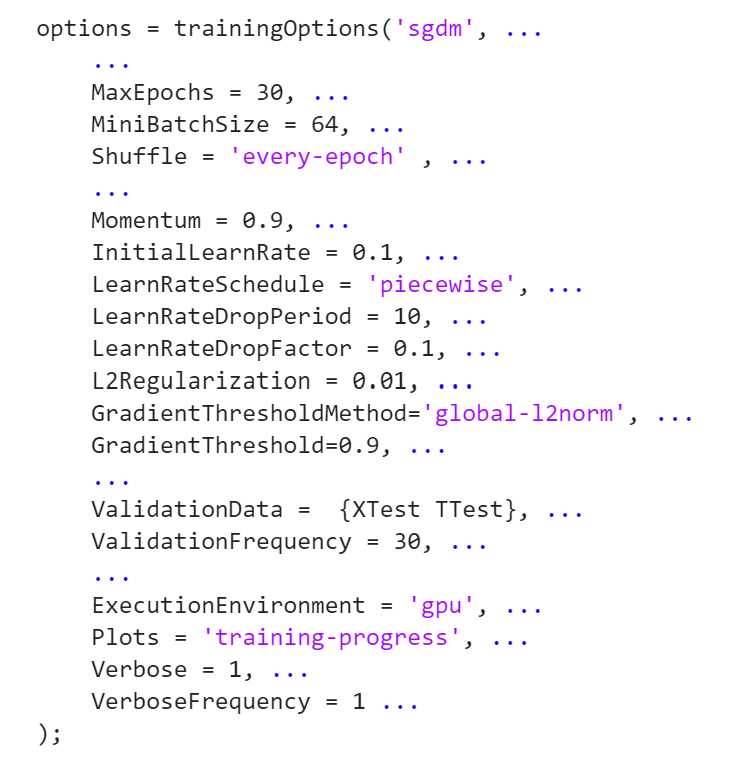 options = trainingOptions('sgdm', ...
    ...
    MaxEpochs = 30, ...
    MiniBatchSize = 64, ...
    Shuffle = 'every-epoch' , ...
    ...
    Momentum = 0.9, ...
    InitialLearnRate = 0.1, ...
    LearnRateSchedule = 'piecewise', ...
    LearnRateDropPeriod = 10, ...
    LearnRateDropFactor = 0.1, ...
    L2Regularization = 0.01, ...
    GradientThresholdMethod='global-l2norm', ...
    GradientThreshold=0.9, ...
    ...
    ValidationData =  {XTest TTest}, ...
    ValidationFrequency = 30, ...
    ...
    ExecutionEnvironment = 'gpu', ...
    Plots = 'training-progress', ...
    Verbose = 1, ...
    VerboseFrequency = 1 ...
);